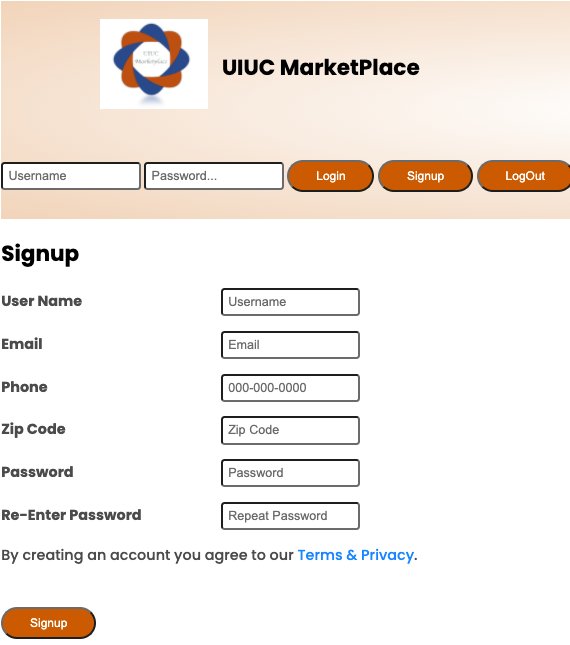 UIUC
Marketplace
UIUC MarketPlace
Username Password... Login Signup LogOut
Signup
User Name Username
Email Email
Phone 000-000-0000
Zip Code Zip Code
Password Password
Re-Enter Password Repeat Password
By creating an account you agree to our Terms & Privacy.
Signup